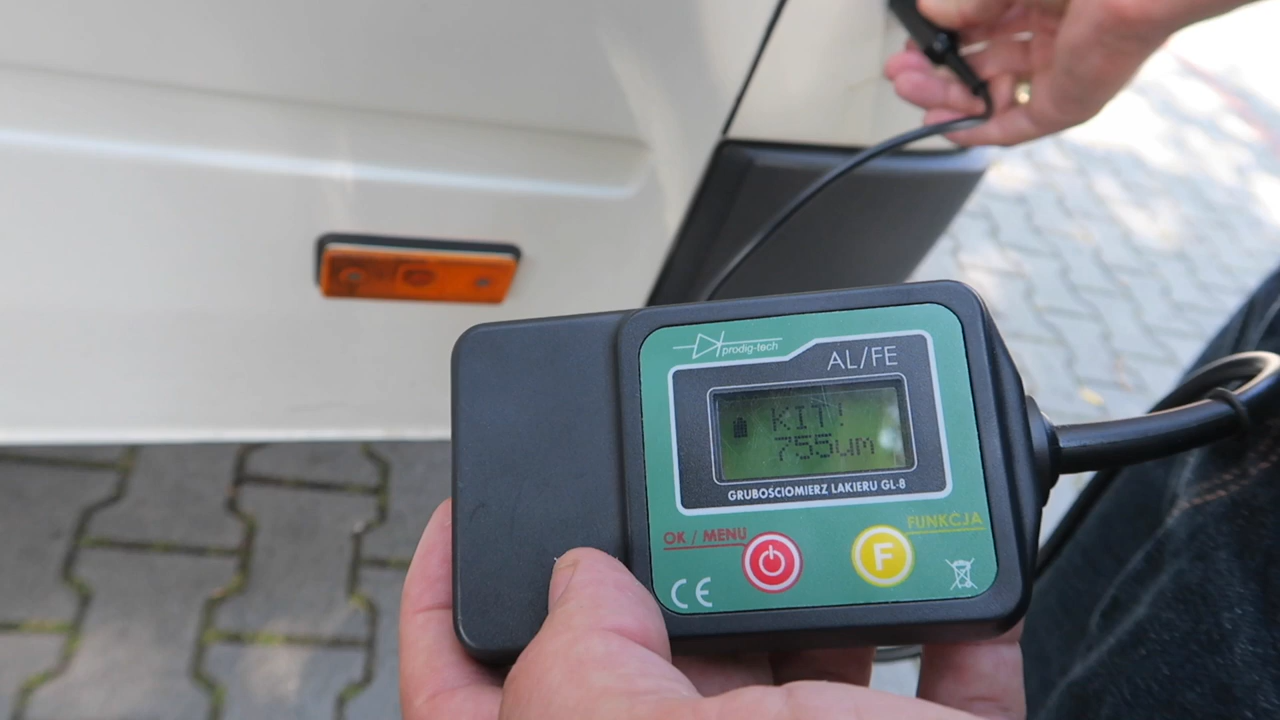 prodig-tech
AL/FE
KIT!
755um
GRUBOŚCIOMIERZ LAKIERU GL-8
OK / MENU
FUNKCJA
F
CE